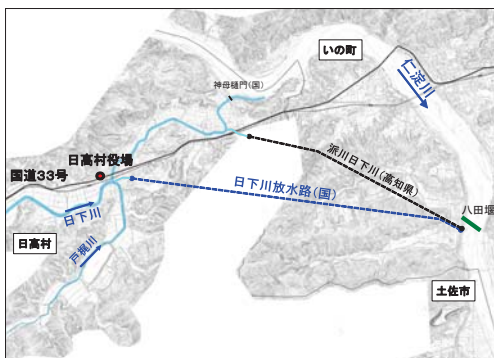 いの町
仁淀川
神母樋門(国)
派川日下川(高知県)
日高村役場
国道33号
日下川放水路(国)
八田堰
日下川
戸梶川
日高村
土佐市